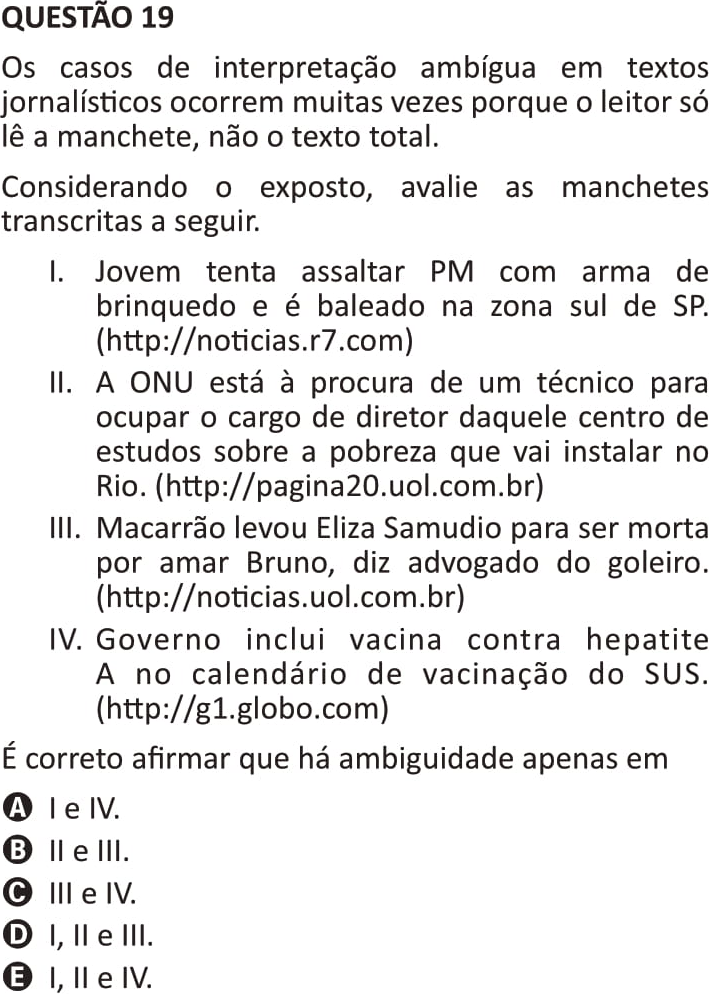 QUESTÃO 19
Os casos de interpretação ambígua em textos
jornalísticos ocorrem muitas vezes porque o leitor só
lê a manchete, não o texto total.
Considerando o exposto, avalie as manchetes
transcritas a seguir.
I. Jovem tenta assaltar PM com arma de
brinquedo e é baleado na zona sul de SP.
(http://noticias.r7.com)
II. A ONU está à procura de um técnico para
ocupar o cargo de diretor daquele centro de
estudos sobre a pobreza que vai instalar no
Rio. (http://pagina20.uol.com.br)
III. Macarrão levou Eliza Samudio para ser morta
por amar Bruno, diz advogado do goleiro.
(http://noticias.uol.com.br)
IV. Governo inclui vacina contra hepatite
A no calendário de vacinação do SUS.
(http://g1.globo.com)
É correto afirmar que há ambiguidade apenas em
A I e IV.
B II e III.
C III e IV.
D I, II e III.
E I, II e IV.